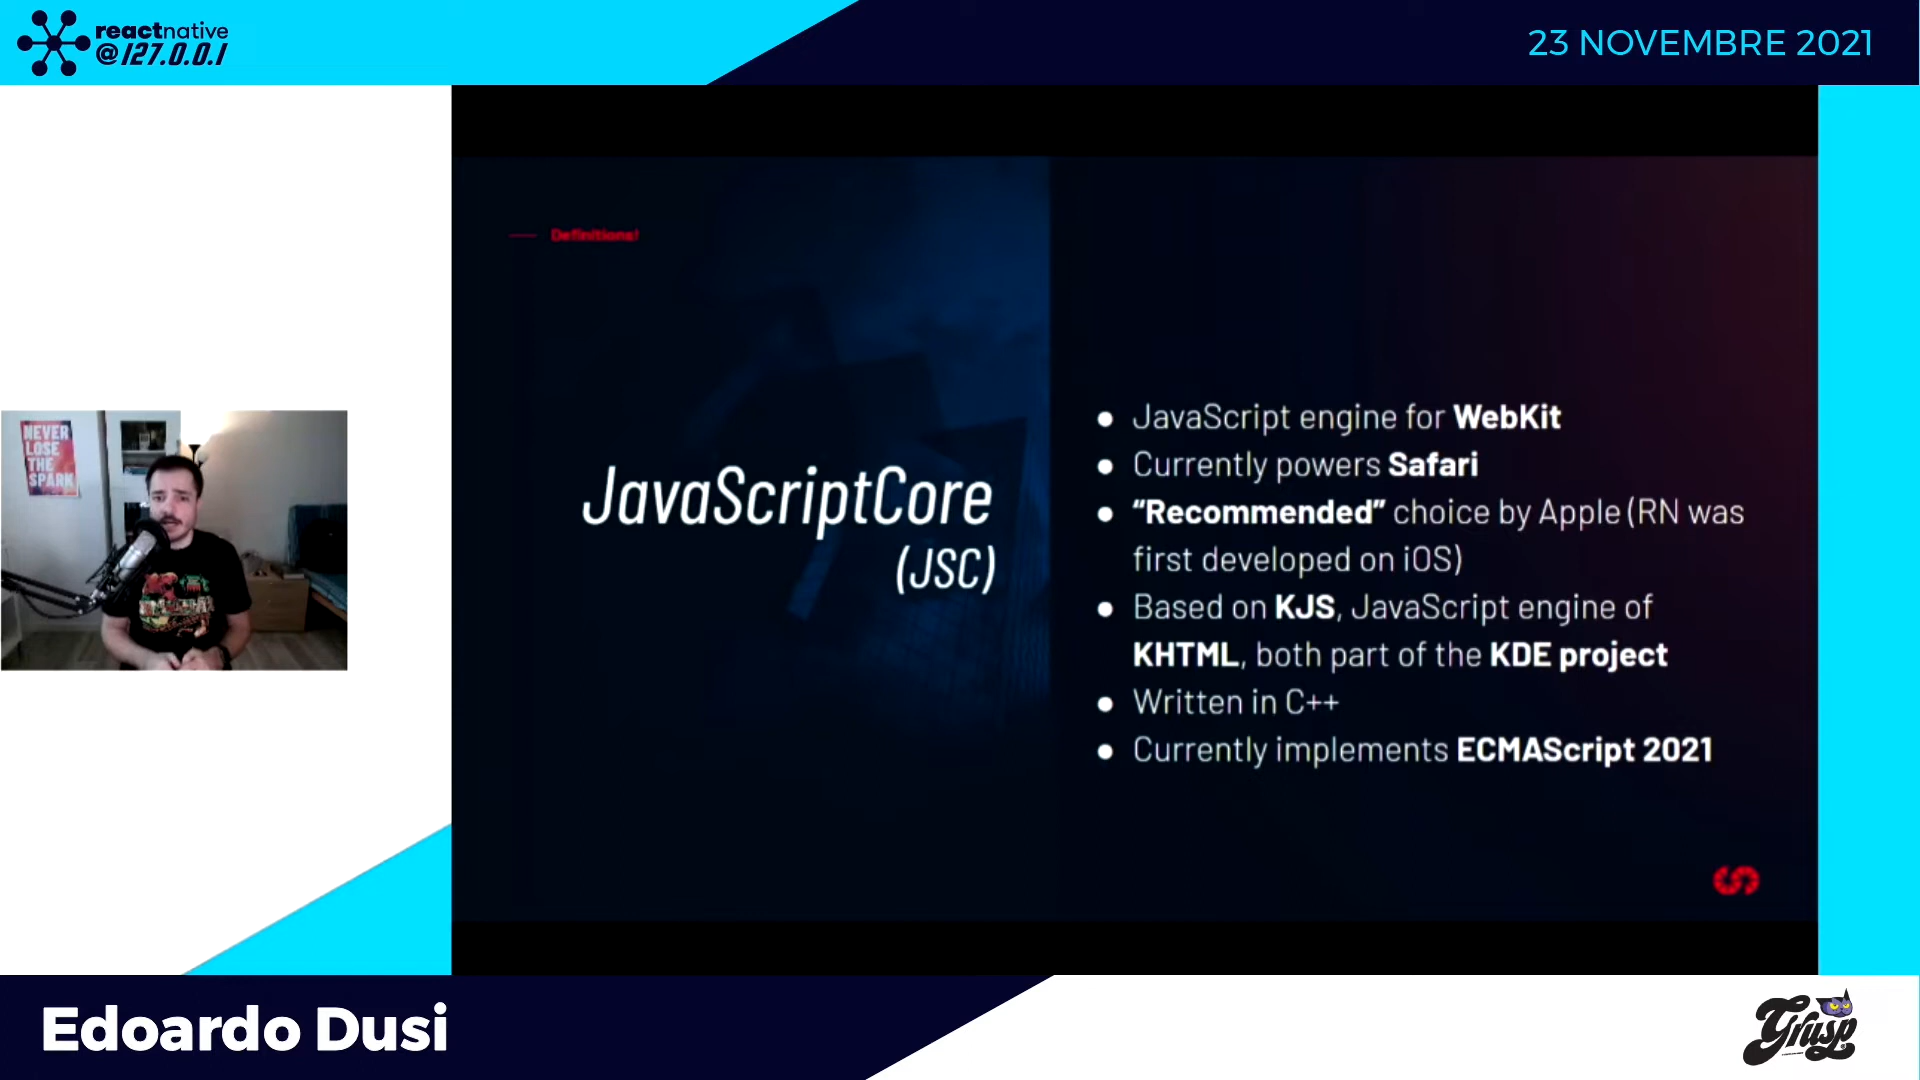 reactnative
@127.0.0.1
23 NOVEMBRE 2021
Definitions!
JavaScriptCore
(JSC)
● JavaScript engine for WebKit
● Currently powers Safari
● “Recommended” choice by Apple (RN was
first developed on iOS)
● Based on KJS, JavaScript engine of
KHTML, both part of the KDE project
● Written in C++
● Currently implements ECMAScript 2021
NEVER
LOSE
THE
SPARK
Edoardo Dusi
Grusp